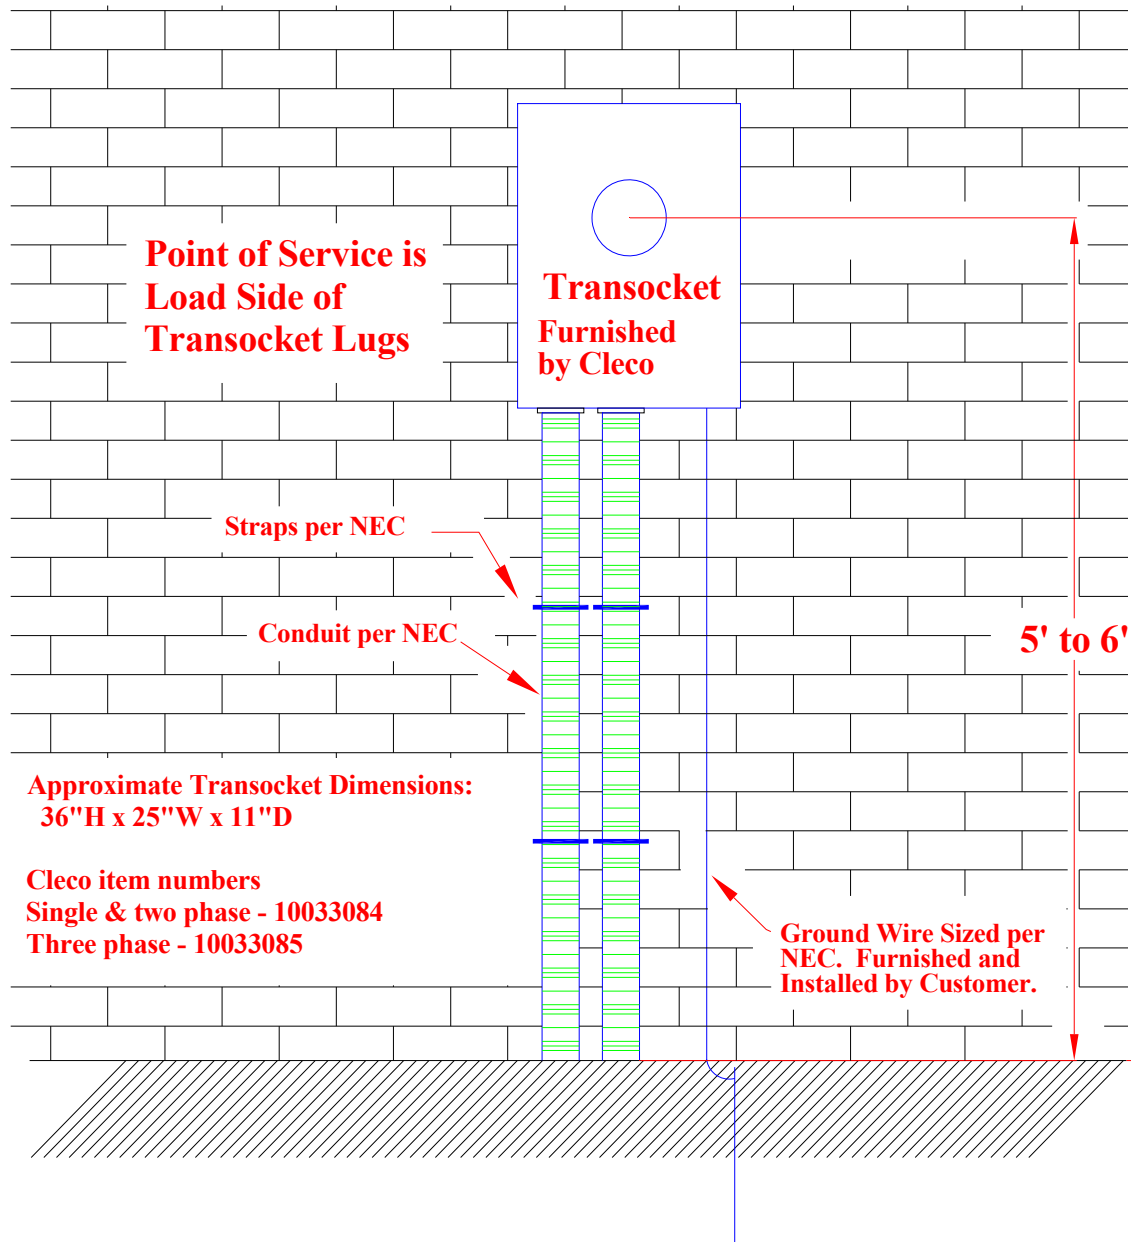 Point of Service is
Load Side of
Transocket Lugs
Transocket
Furnished
by Cleco
Straps per NEC
Conduit per NEC
5' to 6'
Approximate Transocket Dimensions:
36"H x 25"W x 11"D
Cleco item numbers
Single & two phase - 10033084
Three phase - 10033085
Ground Wire Sized per
NEC.  Furnished and
Installed by Customer.